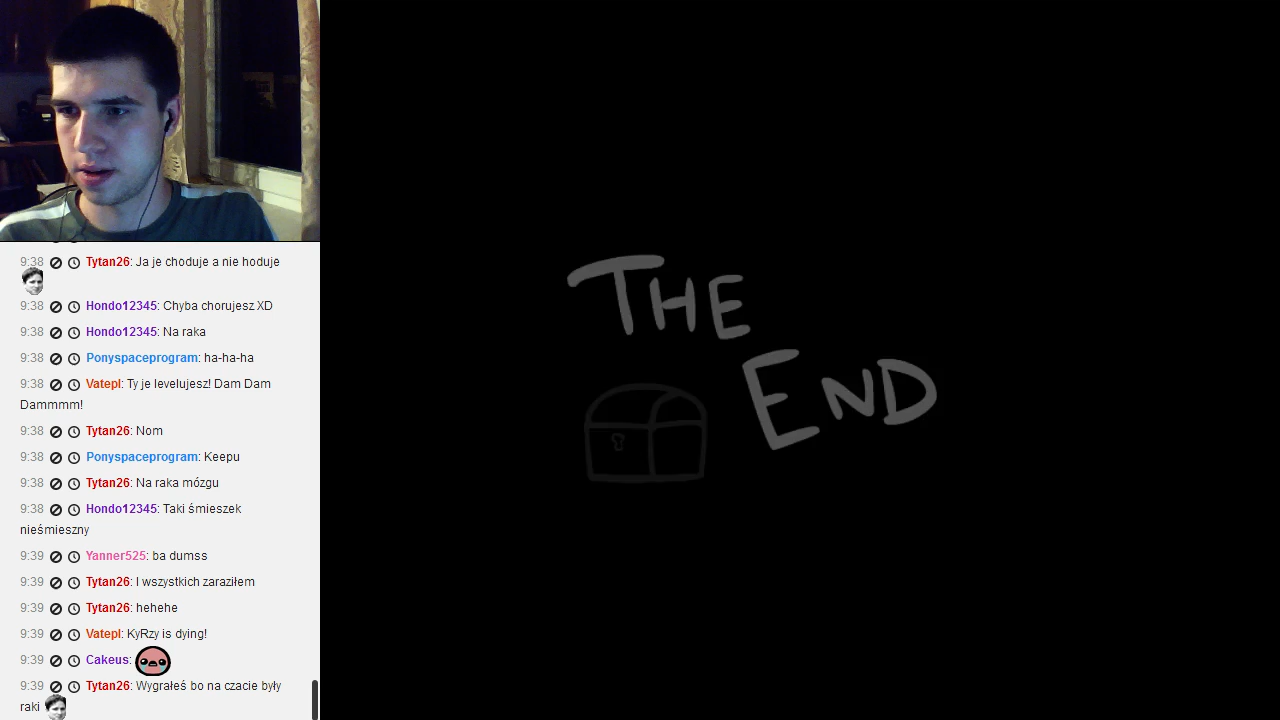 9:38 Tytan26: Ja je choduje a nie hoduje
9:38 Hondo12345: Chyba chorujesz XD
9:38 Hondo12345: Na raka
9:38 Ponyspaceprogram: ha-ha-ha
9:38 Vatepl: Ty je levelujesz! Dam Dam
Dammmm!
9:38 Tytan26: Nom
9:38 Ponyspaceprogram: Keepu
9:38 Tytan26: Na raka mózgu
9:38 Hondo12345: Taki śmieszek
nieśmieszny
9:39 Yanner525: ba dumss
9:39 Tytan26: I wszystkich zaraziłem
9:39 Tytan26: hehehe
9:39 Vatepl: KyRzy is dying!
9:39 Cakeus:
9:39 Tytan26: Wygrałeś bo na czacie były
raki
THE
END